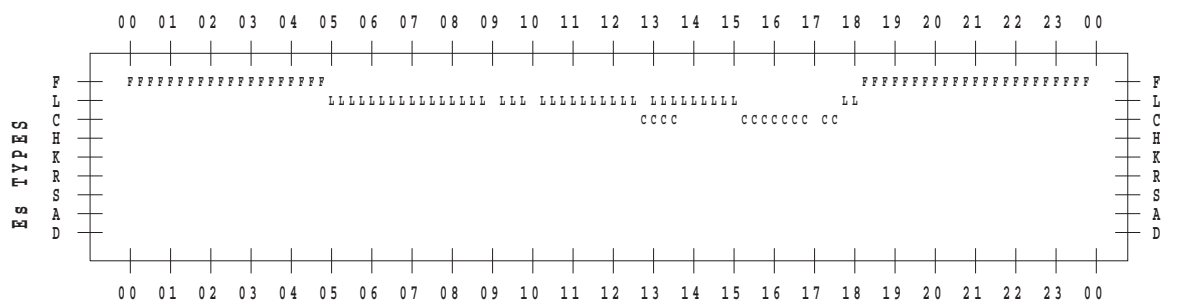 00 01 02 03 04 05 06 07 08 09 10 11 12 13 14 15 16 17 18 19 20 21 22 23 00
F FFFFFFFFFFFFFFFFFFFF FFFFFFFFFFFFFFFFFFFFFFF F
L LLLLLLLLLLLLLLLL LLL LLLLLLLLLL LLLLLLLLL LL L
C CCCC CCCCCCC CC C
H H
K K
R R
S S
A A
D D
Es TYPES
00 01 02 03 04 05 06 07 08 09 10 11 12 13 14 15 16 17 18 19 20 21 22 23 00